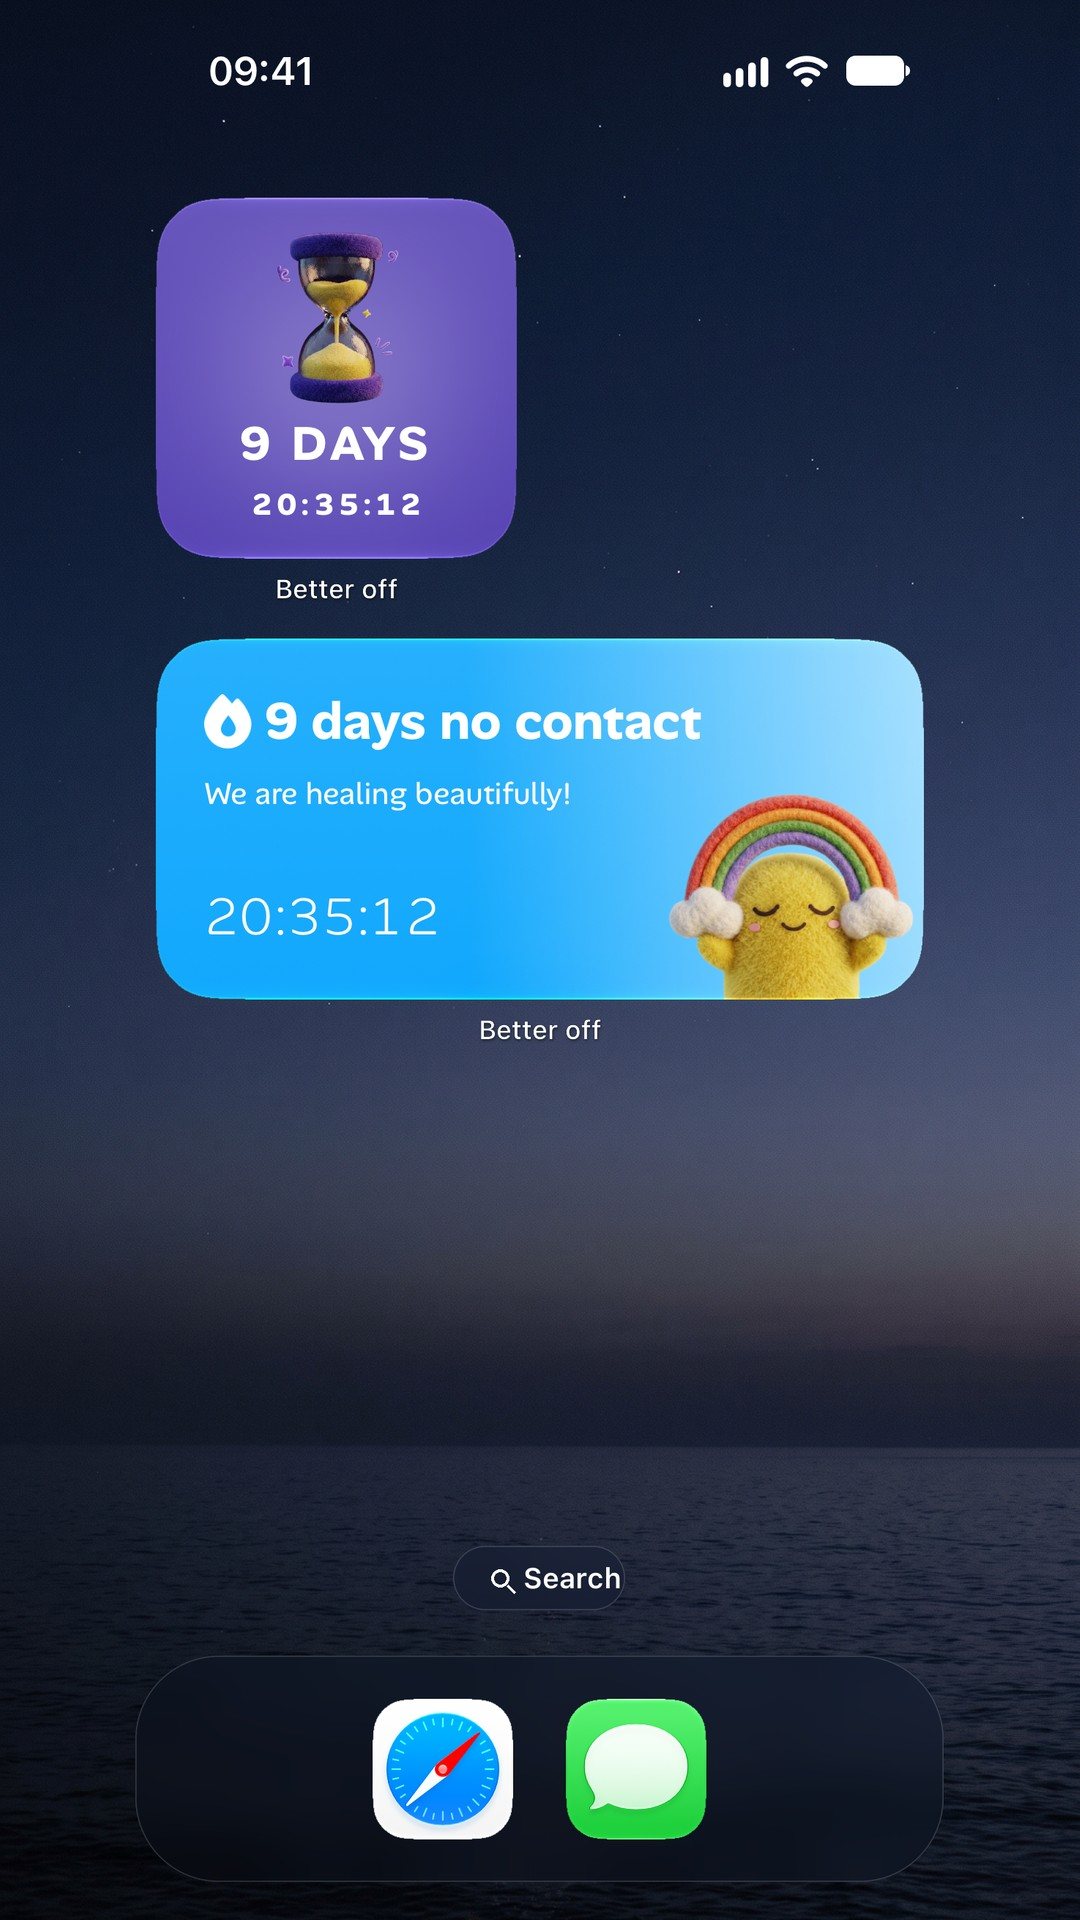 09:41
9 DAYS
20:35:12
Better off
9 days no contact
We are healing beautifully!
20:35:12
Better off
Search